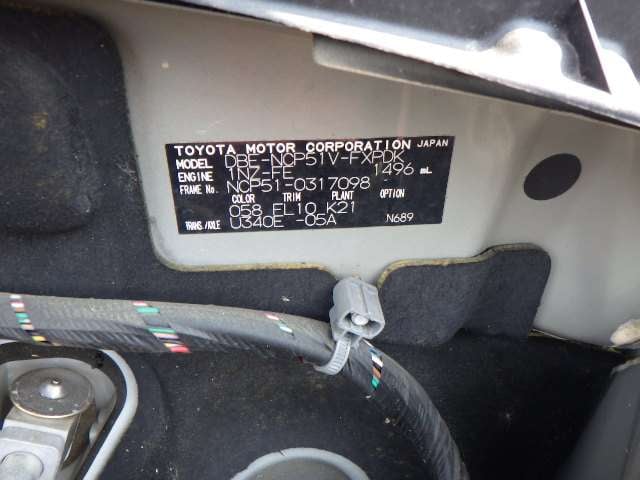 TOYOTA MOTOR CORPORATION JAPAN
MODEL DBE-NCP51V-FXPDK
ENGINE 1NZ-FE 1496 mL
FRAME No. NCP51-0317098
COLOR TRIM PLANT OPTION
058 FL10 K21
TRANS./AXLE U340E -05A N689